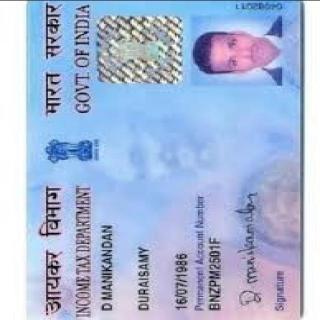 आयकर विभाग भारत सरकार
INCOME TAX DEPARTMENT GOVT. OF INDIA
D MANIKANDAN
DURAISAMY
16/07/1986
Permanent Account Number
BNZPM2501F
D. Manikandan
Signature